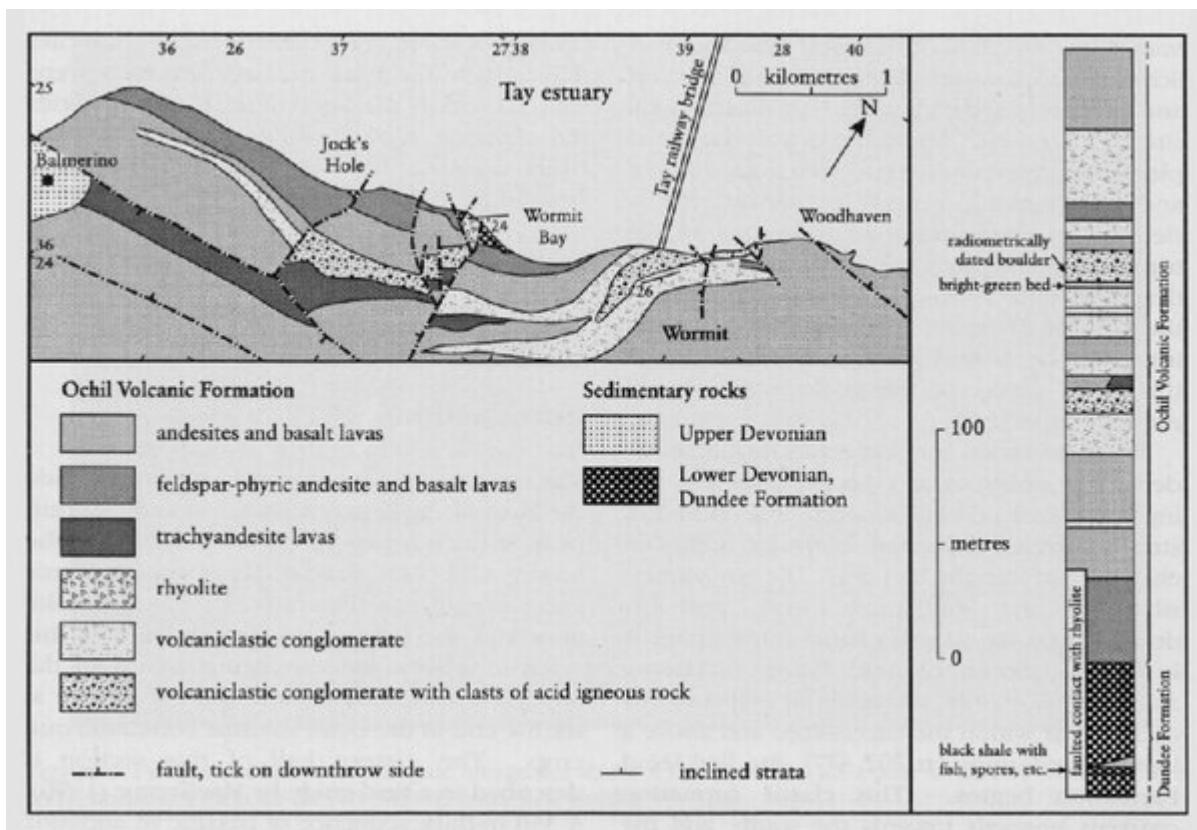 36 26 37 27 38 39 28 40
25
Tay estuary
0 kilometres 1
N
Tay railway bridge
Jock's
Hole
Balmerino
24
Wormit
Bay
Woodhaven
36
24
26
Wormit
Ochil Volcanic Formation
andesites and basalt lavas
feldspar-phyric andesite and basalt lavas
trachyandesite lavas
rhyolite
volcaniclastic conglomerate
volcaniclastic conglomerate with clasts of acid igneous rock
fault, tick on downthrow side
Sedimentary rocks
Upper Devonian
Lower Devonian,
Dundee Formation
inclined strata
radiometrically
dated boulder
bright-green bed
100
metres
0
black shale with
fish, spores, etc.
faulted contact with rhyolite
Ochil Volcanic Formation
Dundee Formation